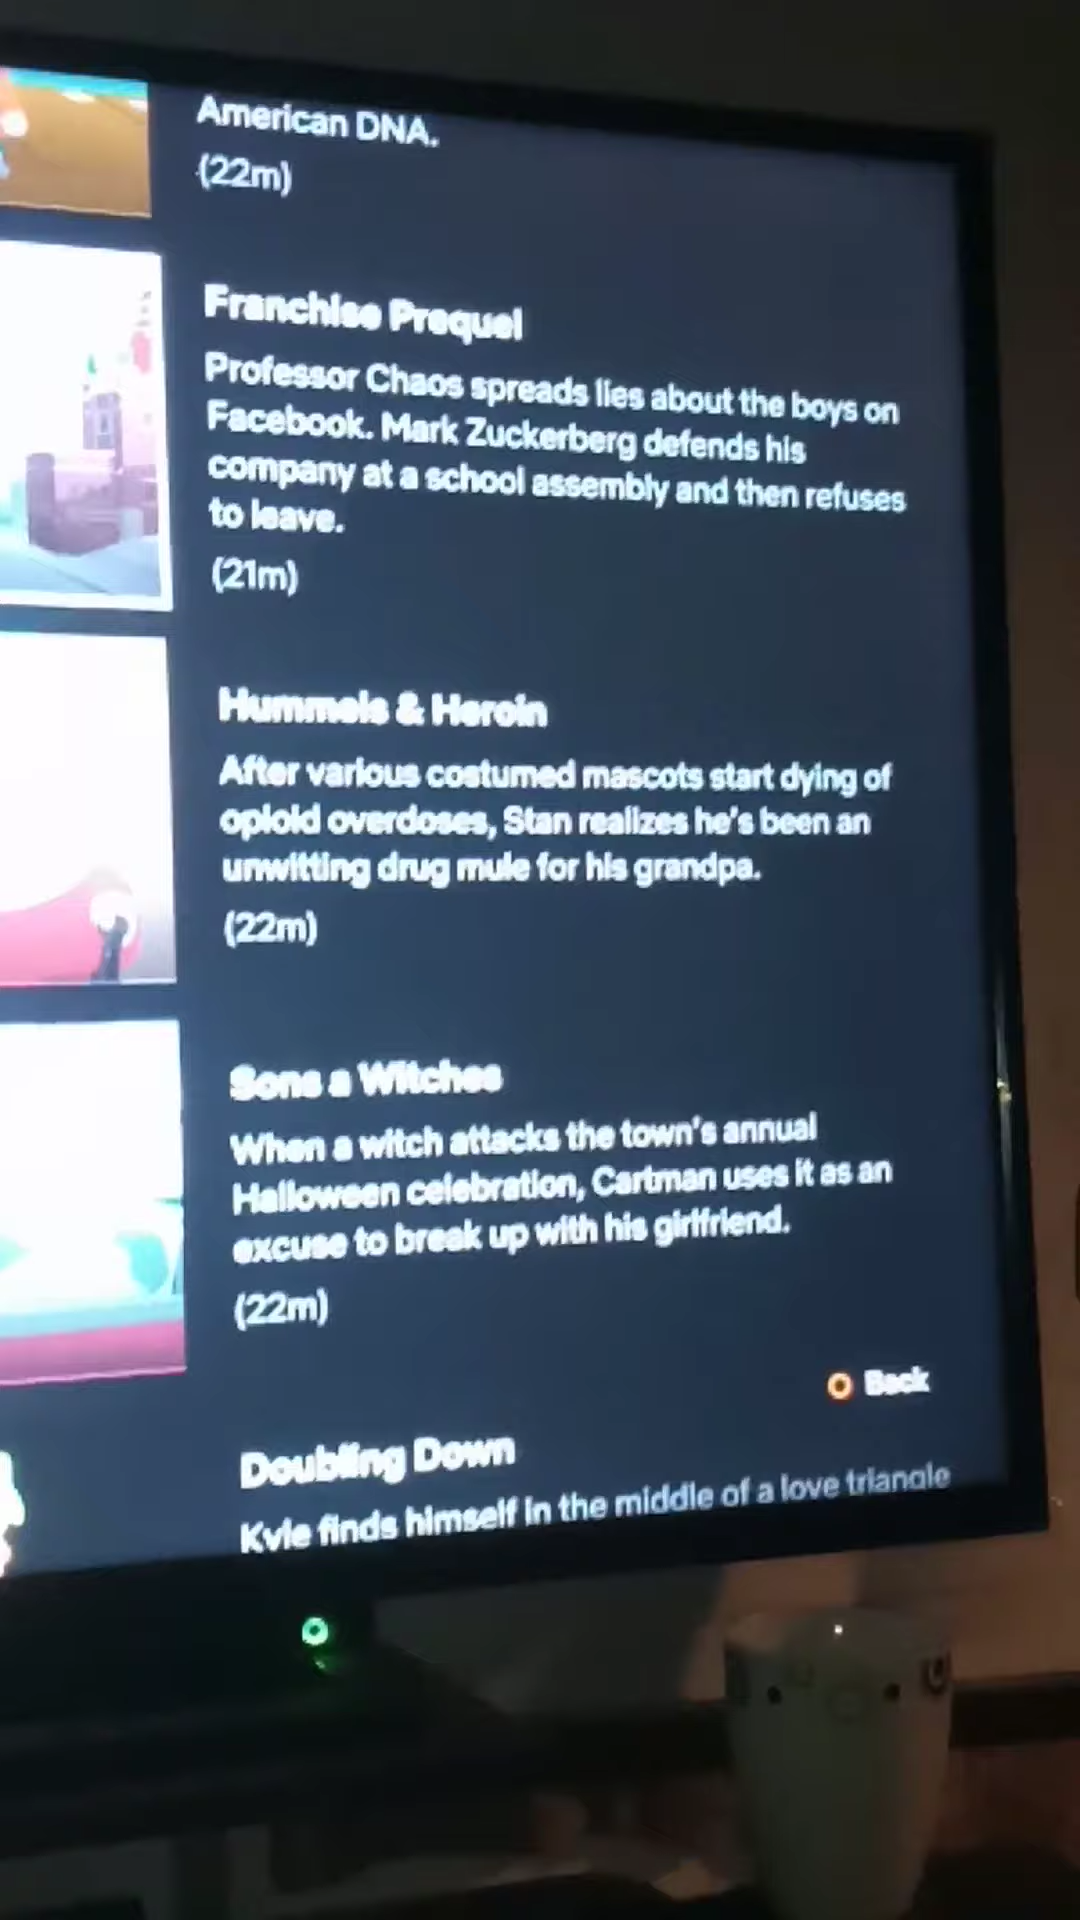 American DNA.
(22m)
Franchise Prequel
Professor Chaos spreads lies about the boys on
Facebook. Mark Zuckerberg defends his
company at a school assembly and then refuses
to leave.
(21m)
Hummels & Heroin
After various costumed mascots start dying of
opioid overdoses, Stan realizes he's been an
unwitting drug mule for his grandpa.
(22m)
Sons a Witches
When a witch attacks the town's annual
Halloween celebration, Cartman uses it as an
excuse to break up with his girlfriend.
(22m)
Back
Doubling Down
Kyle finds himself in the middle of a love triangle